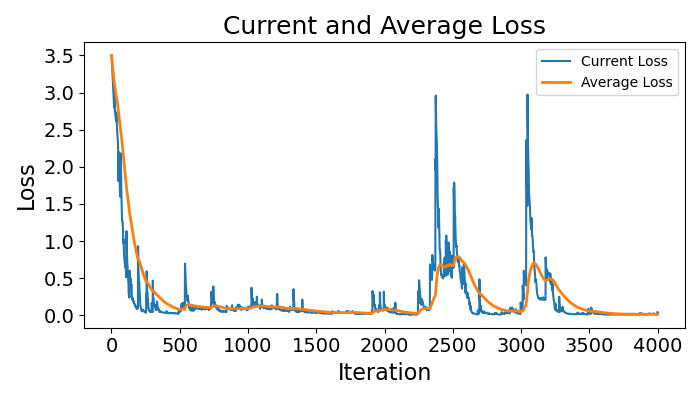 Current and Average Loss
Current Loss
Average Loss
3.5
3.0
2.5
2.0
1.5
1.0
0.5
0.0
Loss
0 500 1000 1500 2000 2500 3000 3500 4000
Iteration